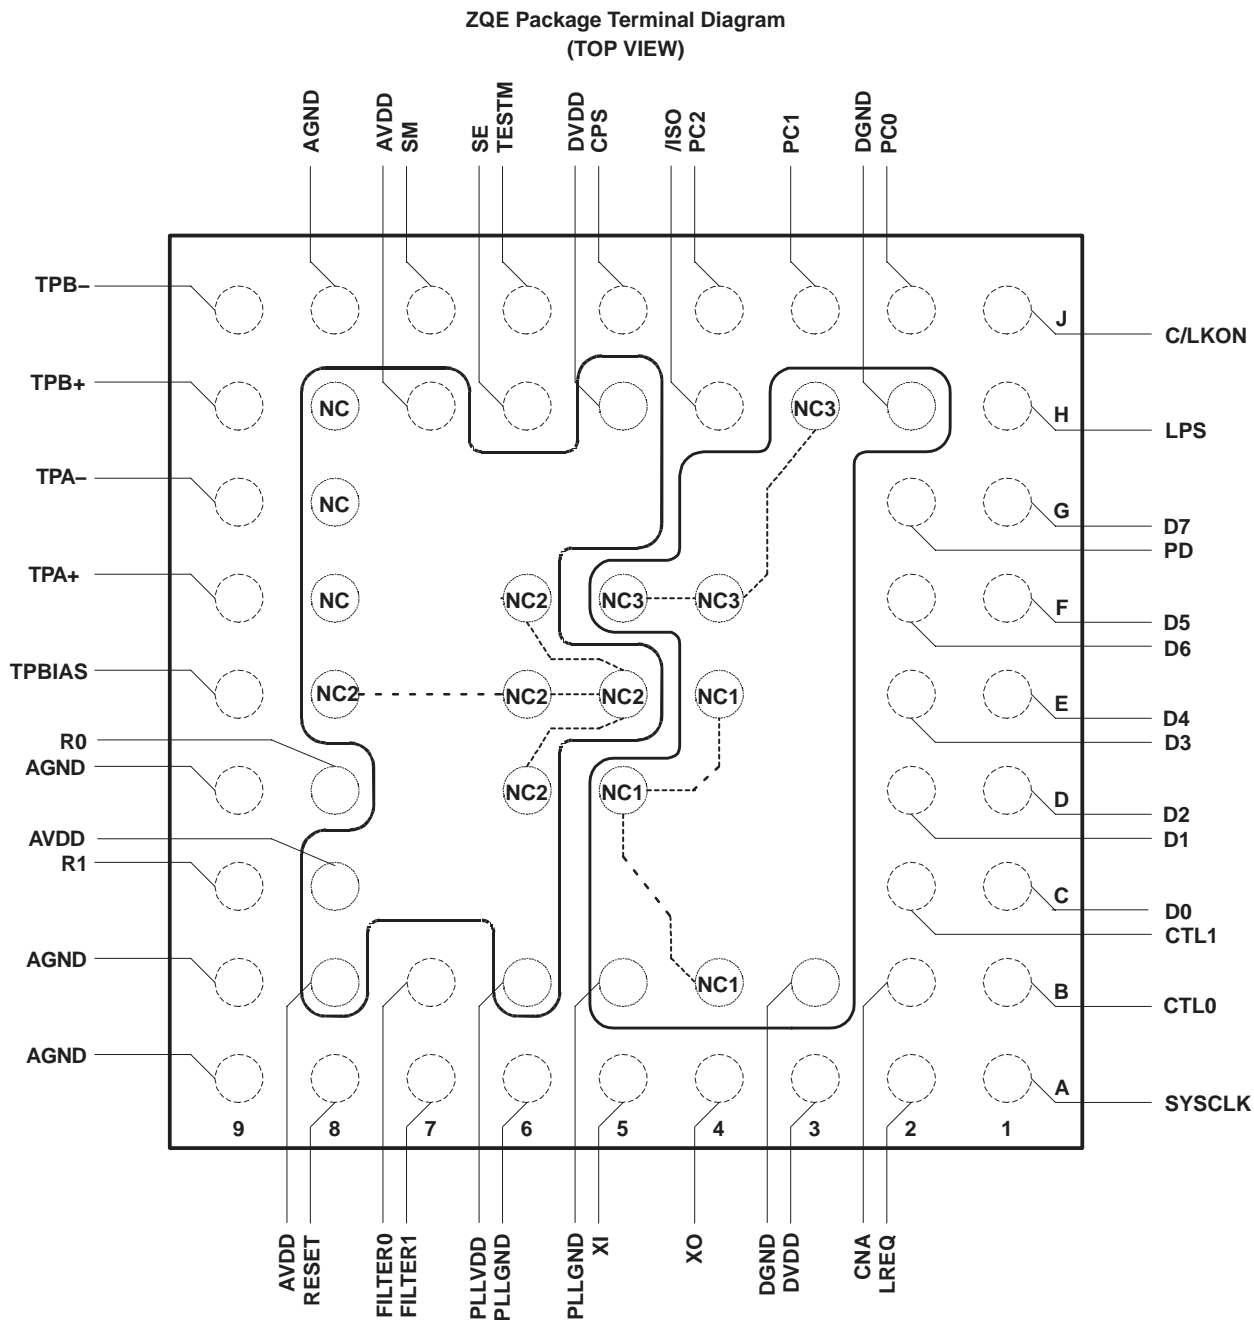 ZQE Package Terminal Diagram
(TOP VIEW)
AGND
AVDD
SM
SE
TESTM
DVDD
CPS
/ISO
PC2
PC1
DGND
PC0
TPB–
J
C/LKON
TPB+
NC
NC3
H
LPS
TPA–
NC
G
D7
PD
TPA+
NC
NC2
NC3
NC3
F
D5
D6
TPBIAS
NC2
NC2
NC2
NC1
E
D4
D3
R0
AGND
NC2
NC1
D
D2
D1
AVDD
R1
C
D0
CTL1
AGND
NC1
B
CTL0
AGND
A
SYSCLK
9 8 7 6 5 4 3 2 1
AVDD
RESET
FILTER0
FILTER1
PLLVDD
PLLGND
PLLGND
XI
XO
DGND
DVDD
CNA
LREQ